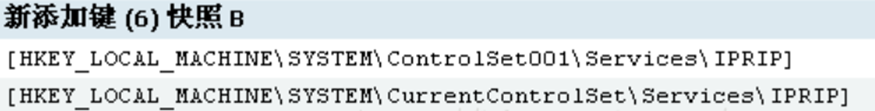 新添加键 (6) 快照 B
[HKEY_LOCAL_MACHINE\SYSTEM\ControlSet001\Services\IPRIP]
[HKEY_LOCAL_MACHINE\SYSTEM\CurrentControlSet\Services\IPRIP]